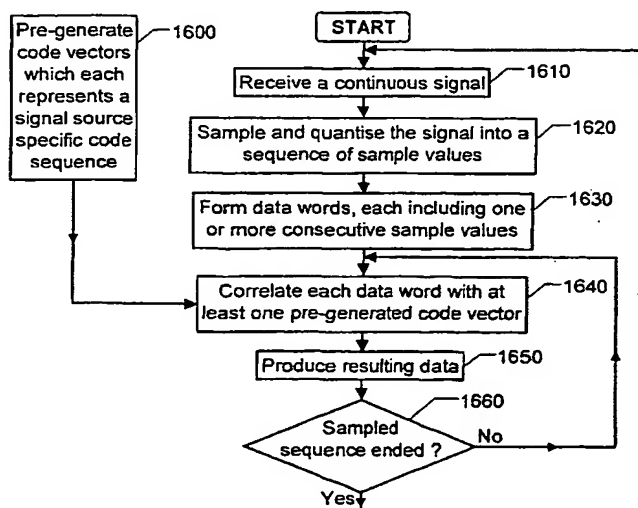 Pre-generate
code vectors
which each
represents a
signal source
specific code
sequence
1600
START
Receive a continuous signal
1610
Sample and quantise the signal into a
sequence of sample values
1620
Form data words, each including one
or more consecutive sample values
1630
Correlate each data word with at
least one pre-generated code vector
1640
Produce resulting data
1650
1660
Sampled
sequence ended ?
No
Yes